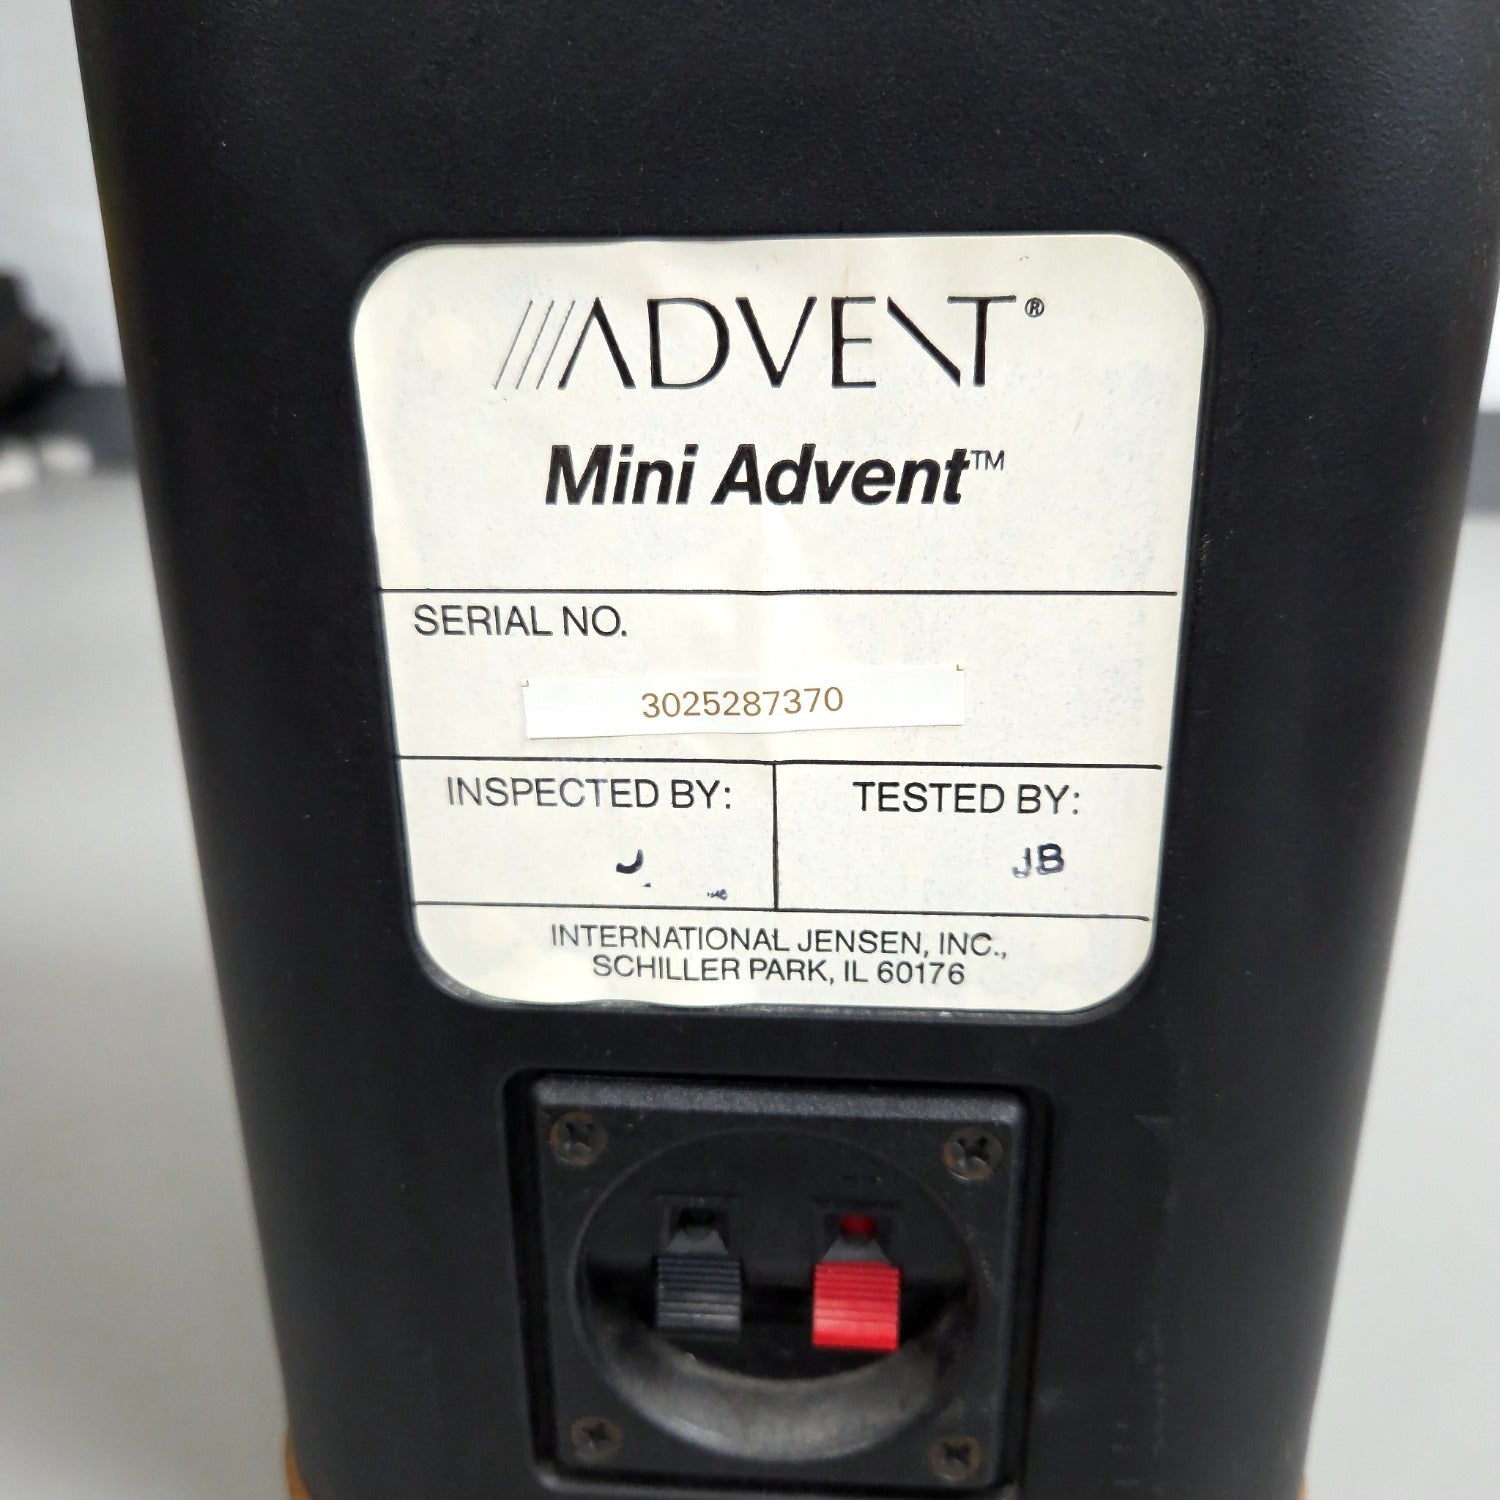 ADVENT®
Mini Advent™
SERIAL NO.
3025287370
INSPECTED BY: TESTED BY:
J. JB
INTERNATIONAL JENSEN, INC.,
SCHILLER PARK, IL 60176